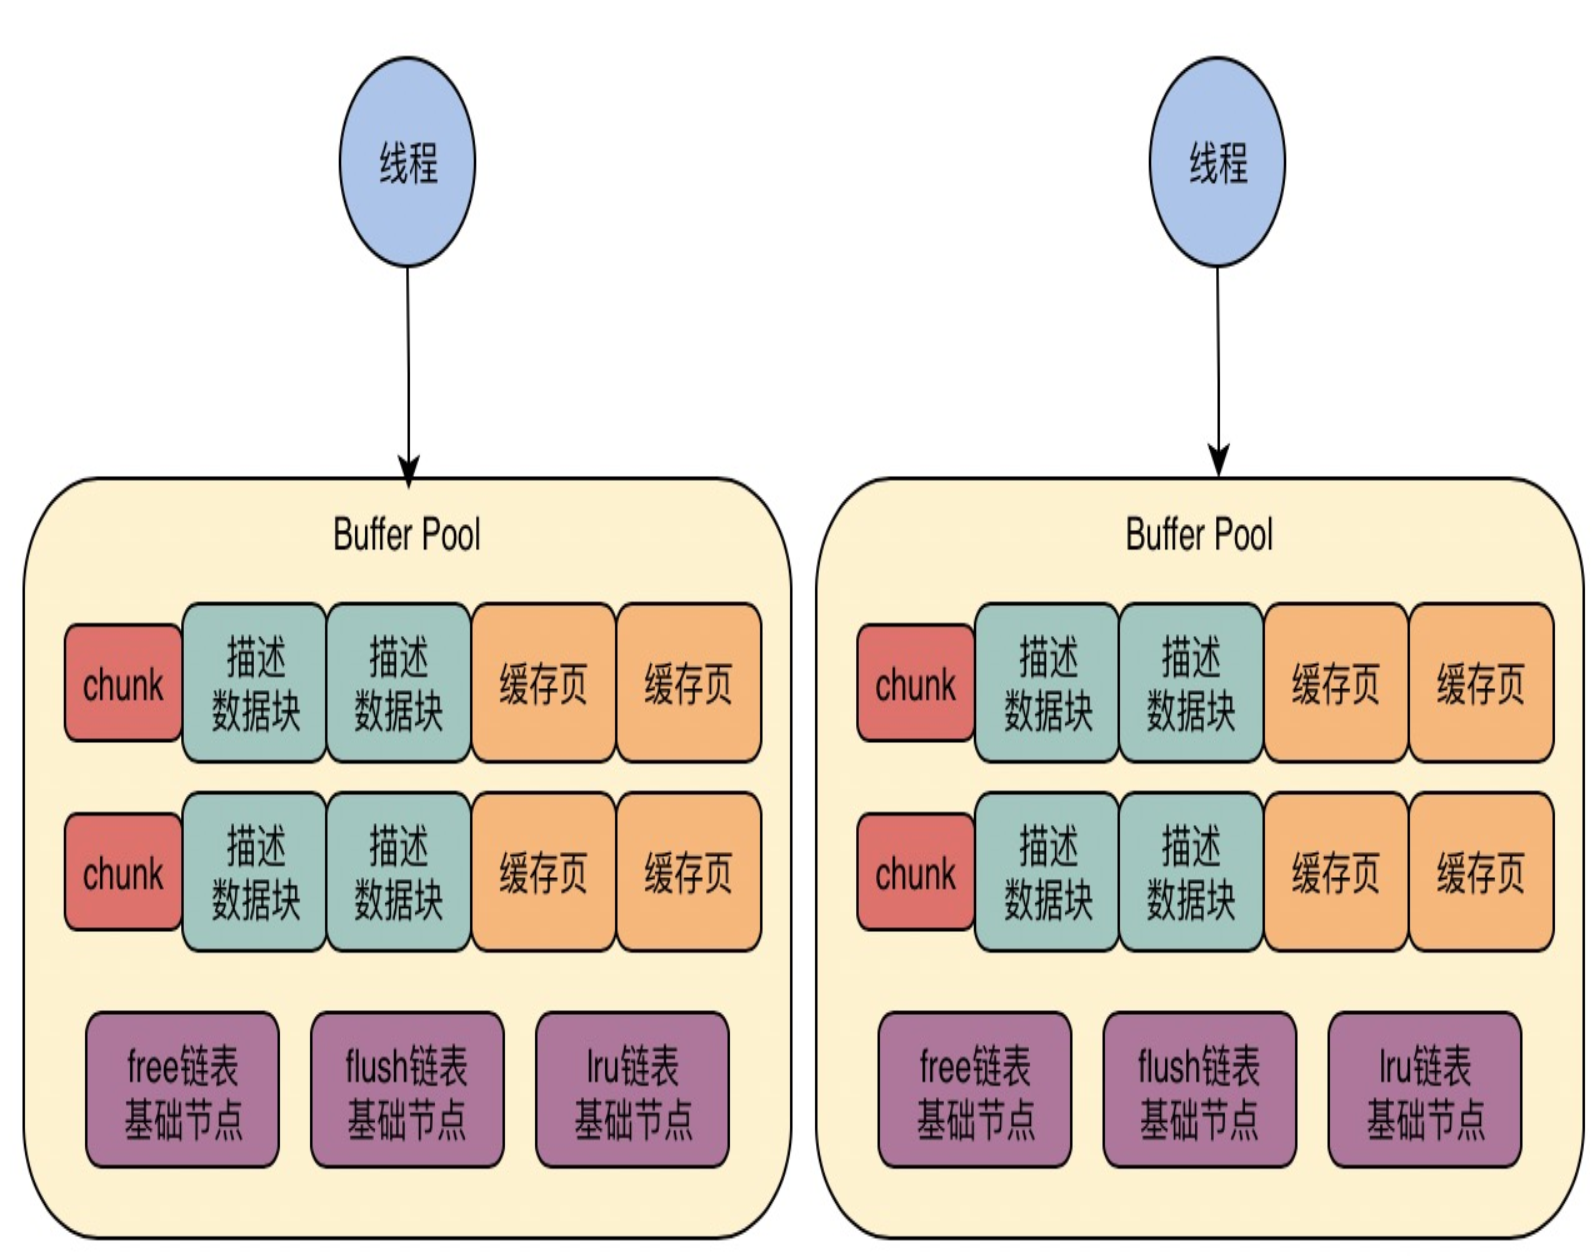 线程
线程
Buffer Pool
chunk
描述
数据块
描述
数据块
缓存页
缓存页
chunk
描述
数据块
描述
数据块
缓存页
缓存页
free链表
基础节点
flush链表
基础节点
lru链表
基础节点
Buffer Pool
chunk
描述
数据块
描述
数据块
缓存页
缓存页
chunk
描述
数据块
描述
数据块
缓存页
缓存页
free链表
基础节点
flush链表
基础节点
lru链表
基础节点